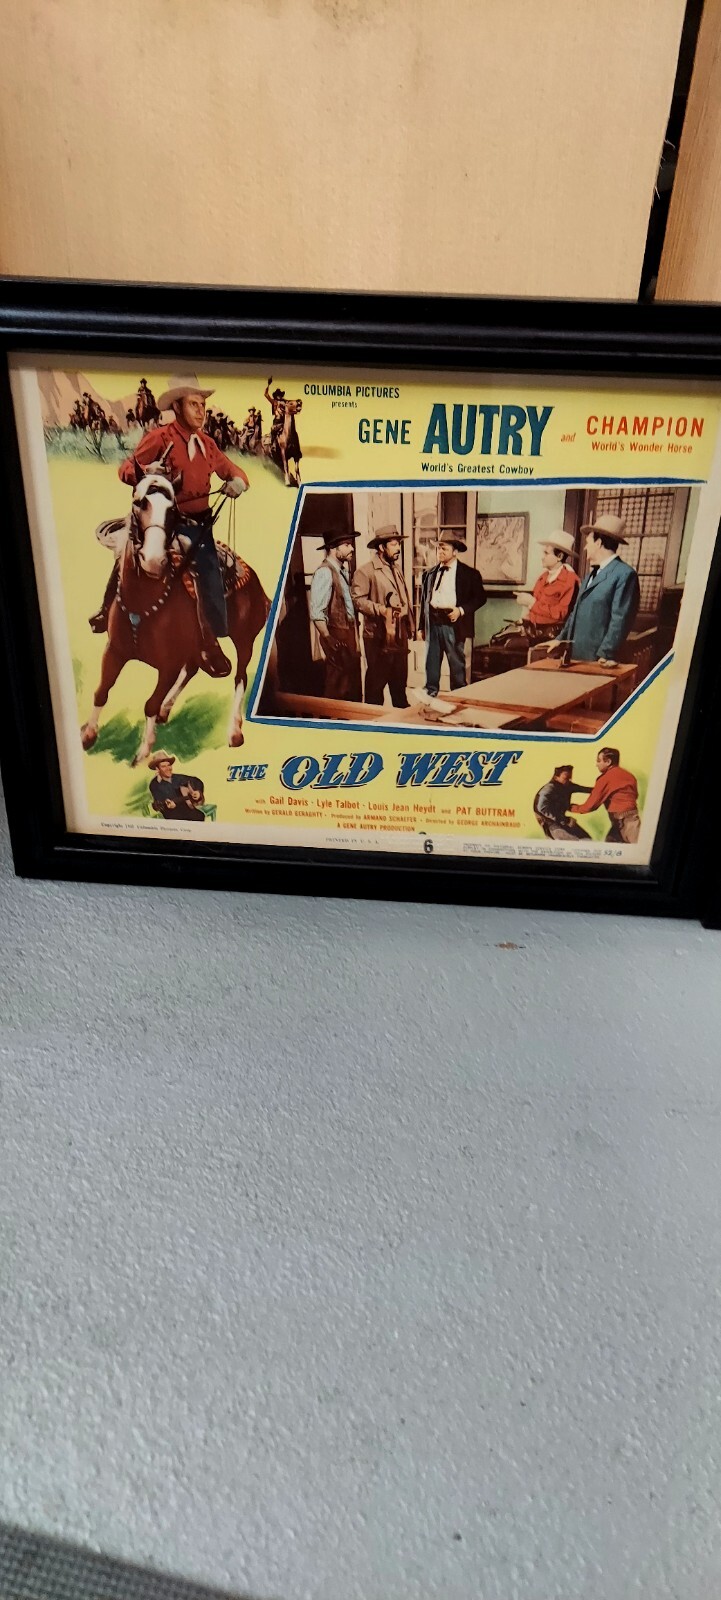 COLUMBIA PICTURES
presents
GENE AUTRY and CHAMPION
World's Greatest Cowboy
World's Wonder Horse
THE OLD WEST
with Gail Davis · Lyle Talbot · Louis Jean Heydt and PAT BUTTRAM
Written by GERALD GERAGHTY · Produced by ARMAND SCHAEFER · Directed by GEORGE ARCHAINBAUD
A GENE AUTRY PRODUCTION
PRINTED IN U. S. A.
6